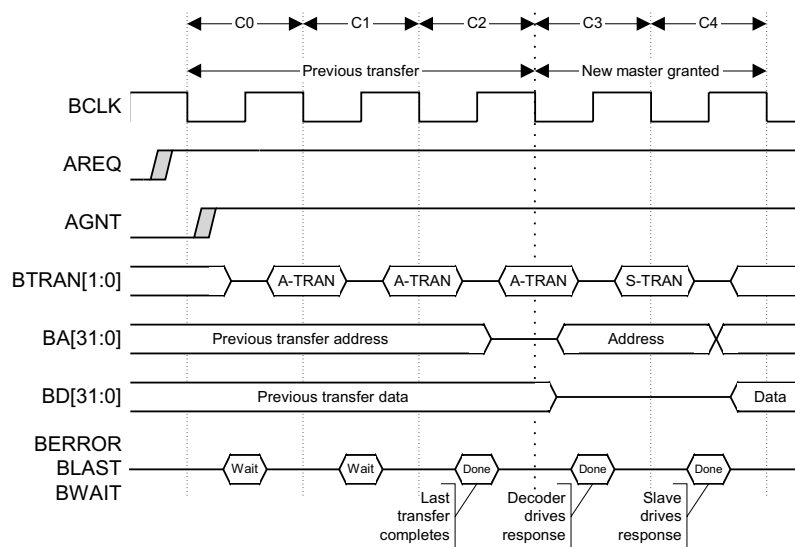 C0 C1 C2 C3 C4
Previous transfer New master granted
BCLK
AREQ
AGNT
BTRAN[1:0] A-TRAN A-TRAN A-TRAN S-TRAN
BA[31:0] Previous transfer address Address
BD[31:0] Previous transfer data Data
BERROR
BLAST Wait Wait Done Done Done
BWAIT
Last
transfer
completes
Decoder
drives
response
Slave
drives
response